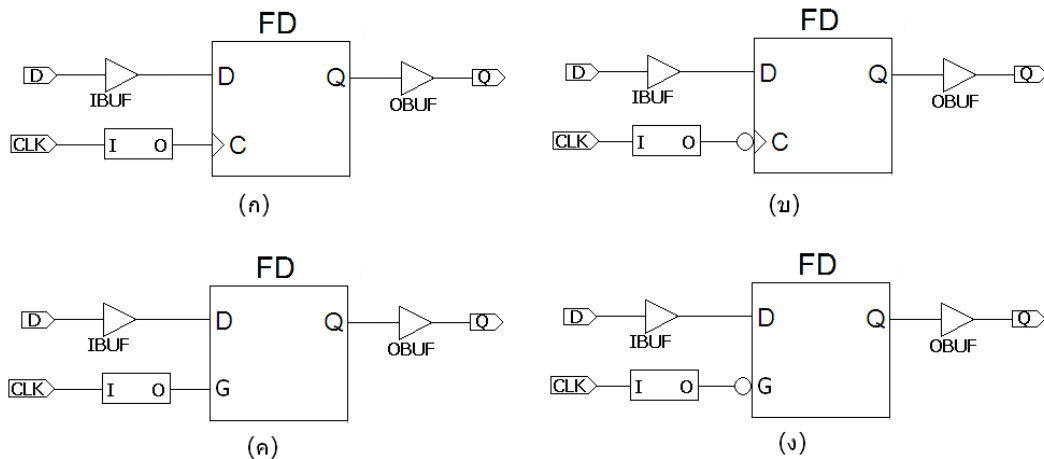 FD
D
IBUF
D
Q
OBUF
Q
CLK
I O
C
(ก)
FD
D
IBUF
D
Q
OBUF
Q
CLK
I O
C
(ข)
FD
D
IBUF
D
Q
OBUF
Q
CLK
I O
G
(ค)
FD
D
IBUF
D
Q
OBUF
Q
CLK
I O
G
(ง)